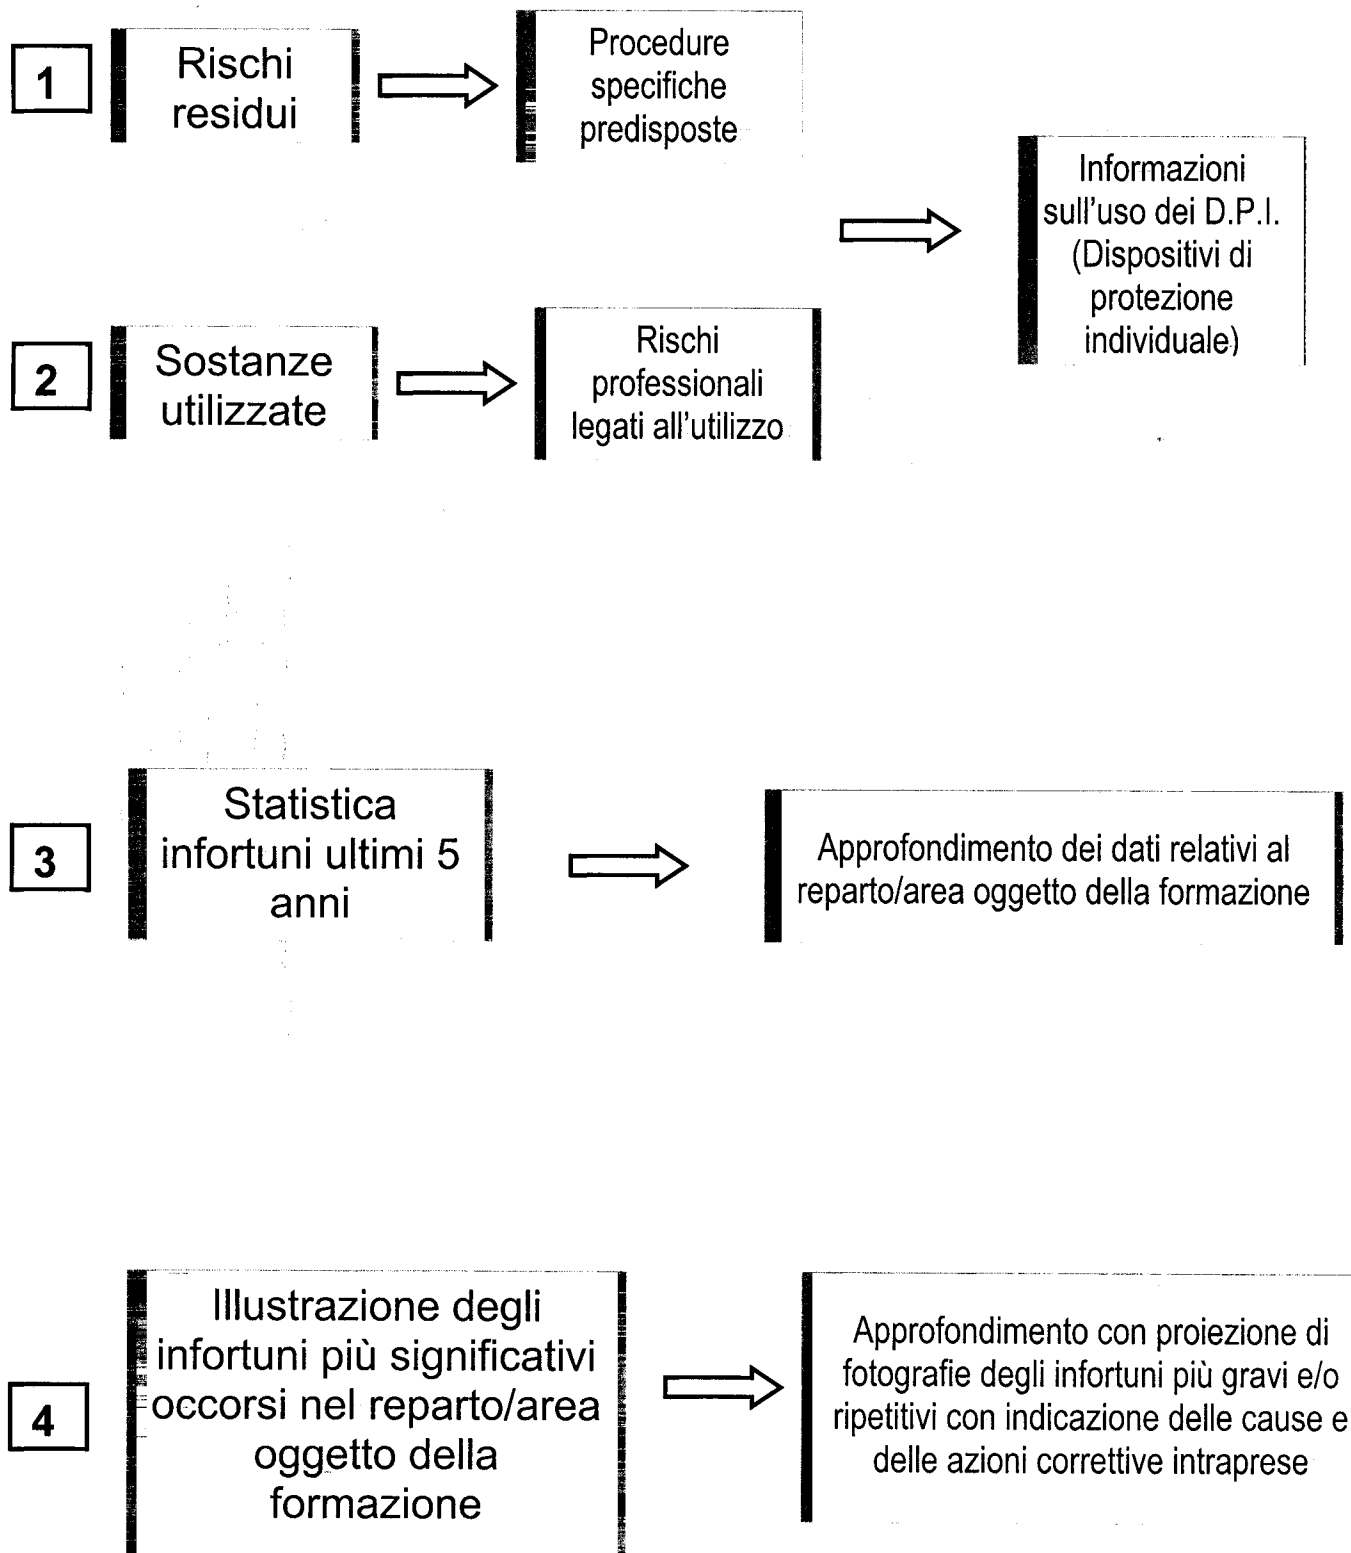 1
Rischi
residui
Procedure
specifiche
predisposte
Informazioni
sull'uso dei D.P.I.
(Dispositivi di
protezione
individuale)
2
Sostanze
utilizzate
Rischi
professionali
legati all'utilizzo
3
Statistica
infortuni ultimi 5
anni
Approfondimento dei dati relativi al
reparto/area oggetto della formazione
4
Illustrazione degli
infortuni più significativi
occorsi nel reparto/area
oggetto della
formazione
Approfondimento con proiezione di
fotografie degli infortuni più gravi e/o
ripetitivi con indicazione delle cause e
delle azioni correttive intraprese